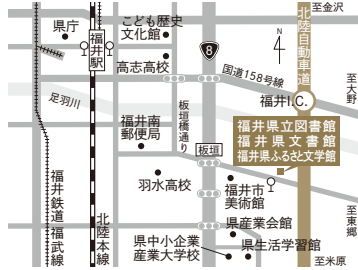 至金沢
こども歴史
文化館
県庁
福井駅
8
N
北陸自動車道
高志高校
国道158号線
至大野
足羽川
福井I.C.
板垣橋通り
福井南
郵便局
板垣
福井県立図書館
福井県文書館
福井県ふるさと文学館
羽水高校
福井市
美術館
至東郷
福井鉄道福武線
北陸本線
県産業会館
県中小企業
産業大学校
県生活学習館
至米原